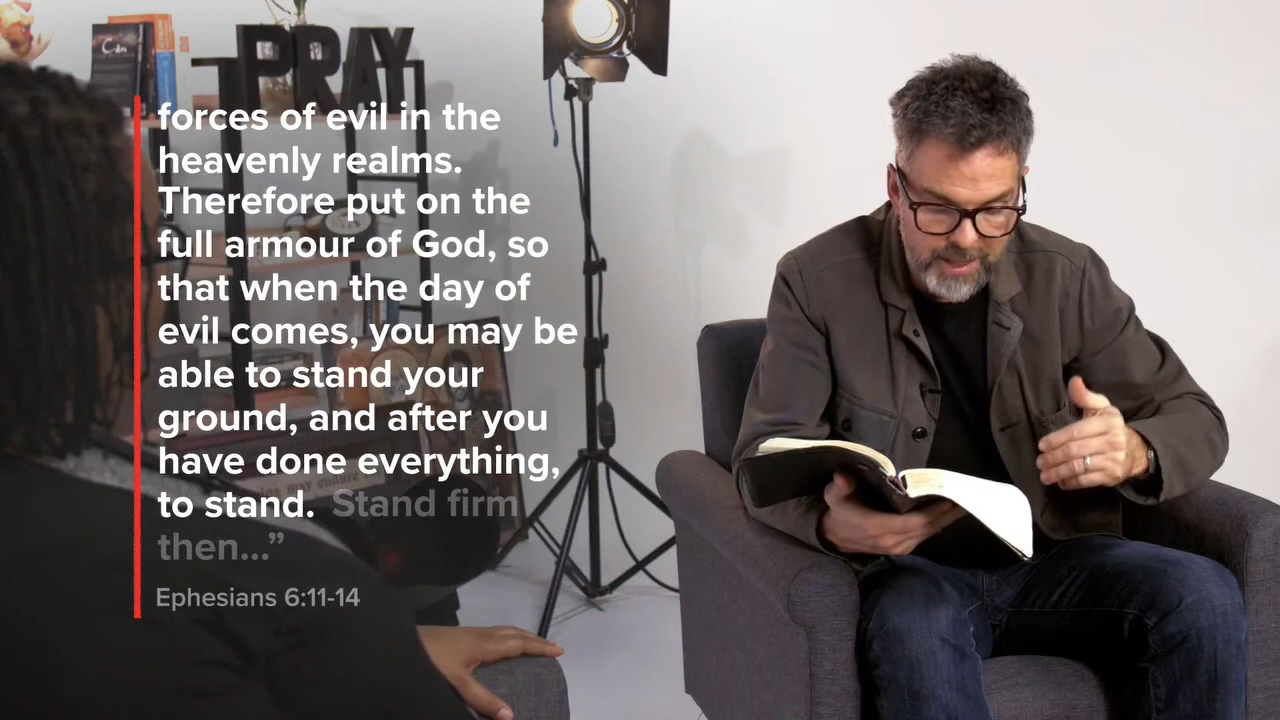 PRAY
forces of evil in the
heavenly realms.
Therefore put on the
full armour of God, so
that when the day of
evil comes, you may be
able to stand your
ground, and after you
have done everything,
to stand. Stand firm
then...”
Ephesians 6:11-14